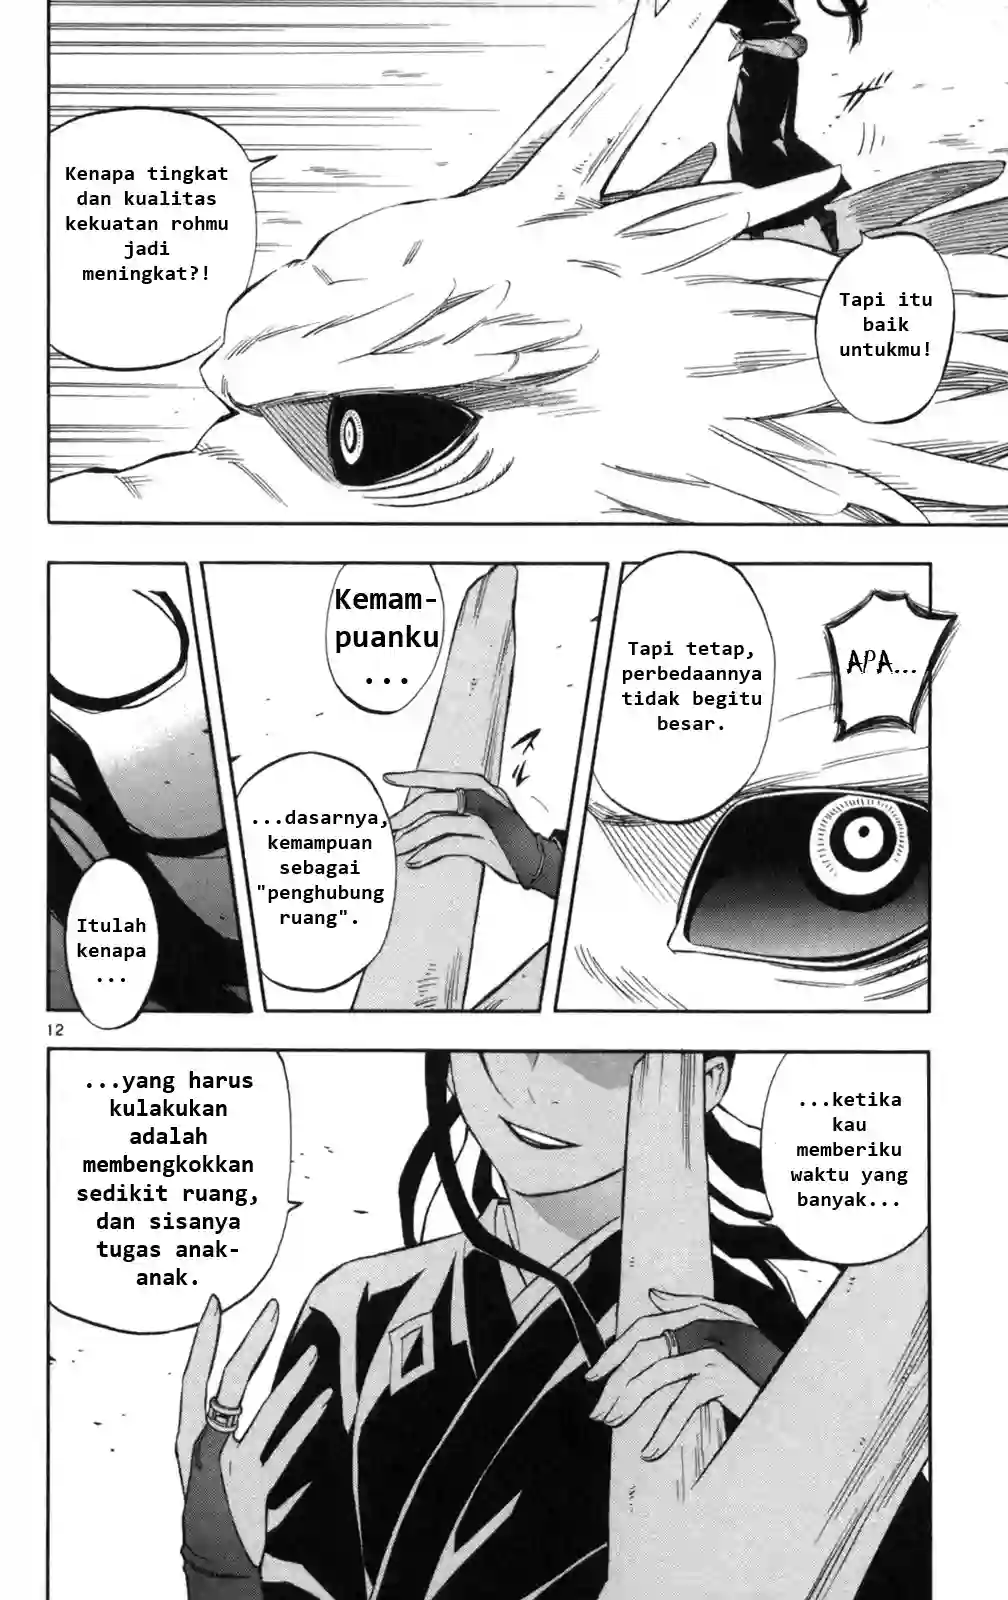 Kenapa tingkat
dan kualitas
kekuatan rohmu
jadi
meningkat?!
Tapi itu
baik
untukmu!
Itulah
kenapa
...
Kemam-
puanku
...
...dasarnya,
kemampuan
sebagai
"penghubung
ruang".
Tapi tetap,
perbedaannya
tidak begitu
besar.
APA...
12
...yang harus
kulakukan
adalah
membengkokkan
sedikit ruang,
dan sisanya
tugas anak-
anak.
...ketika
kau
memberiku
waktu yang
banyak...